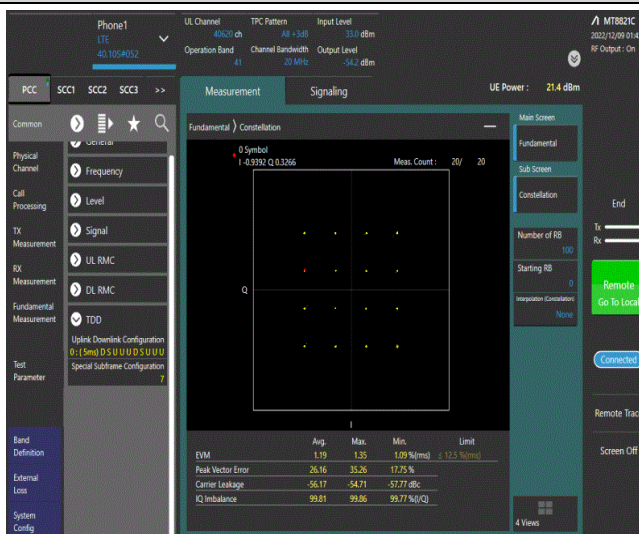 Phone1
LTE
40.105#052
UL Channel
40620 ch
TPC Pattern
All +3dB
Input Level
33.0 dBm
Operation Band
41
Channel Bandwidth
20 MHz
Output Level
-54.2 dBm
MT8821C
2022/12/09 01:4
RF Output : On
PCC SCC1 SCC2 SCC3 >>
Measurement
Signaling
UE Power : 21.4 dBm
Common
General
Physical
Channel
Frequency
Call
Processing
Level
TX
Measurement
Signal
RX
Measurement
UL RMC
DL RMC
Fundamental
Measurement
TDD
Uplink Downlink Configuration
0 : ( 5ms) D S U U U D S U U U
Special Subframe Configuration
7
Test
Parameter
Band
Definition
External
Loss
System
Config
Fundamental 〉 Constellation
0 Symbol
I -0.9392 Q 0.3266
Meas. Count : 20/ 20
Q
I
Avg. Max. Min. Limit
EVM 1.19 1.35 1.09 %(rms) ≤ 12.5 %(rms)
Peak Vector Error 26.16 35.26 17.75 %
Carrier Leakage -56.17 -54.71 -57.77 dBc
IQ Imbalance 99.81 99.86 99.77 %(I/Q)
Main Screen
Fundamental
Sub Screen
Constellation
Number of RB
100
Starting RB
0
Interpolation (Constellation)
None
4 Views
End
Tx
Rx
Remote
Go To Local
Connected
Remote Trac
Screen Off